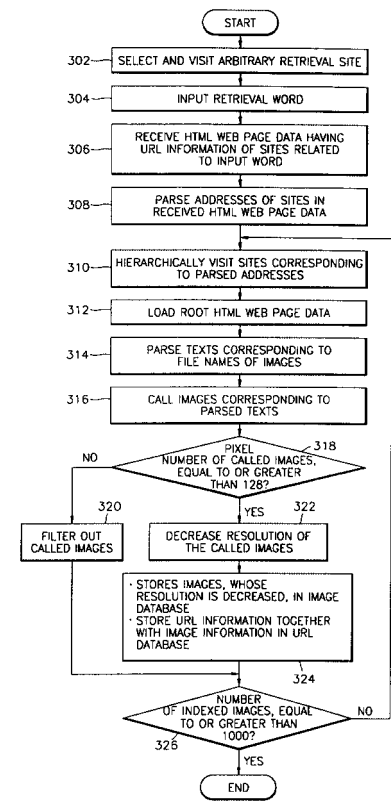 START
302
SELECT AND VISIT ARBITRARY RETRIEVAL SITE
304
INPUT RETRIEVAL WORD
306
RECEIVE HTML WEB PAGE DATA HAVING
URL INFORMATION OF SITES RELATED
TO INPUT WORD
308
PARSE ADDRESSES OF SITES IN
RECEIVED HTML WEB PAGE DATA
310
HIERARCHICALLY VISIT SITES CORRESPONDING
TO PARSED ADDRESSES
312
LOAD ROOT HTML WEB PAGE DATA
314
PARSE TEXTS CORRESPONDING TO
FILE NAMES OF IMAGES
316
CALL IMAGES CORRESPONDING TO
PARSED TEXTS
318
PIXEL
NUMBER OF CALLED IMAGES,
EQUAL TO OR GREATER
THAN 128?
NO
YES
320
FILTER OUT
CALLED IMAGES
322
DECREASE RESOLUTION OF
THE CALLED IMAGES
· STORES IMAGES, WHOSE
RESOLUTION IS DECREASED, IN IMAGE
DATABASE
· STORE URL INFORMATION TOGETHER
WITH IMAGE INFORMATION IN URL
DATABASE
324
NUMBER
OF INDEXED IMAGES, EQUAL
TO OR GREATER THAN
1000?
NO
326
YES
END